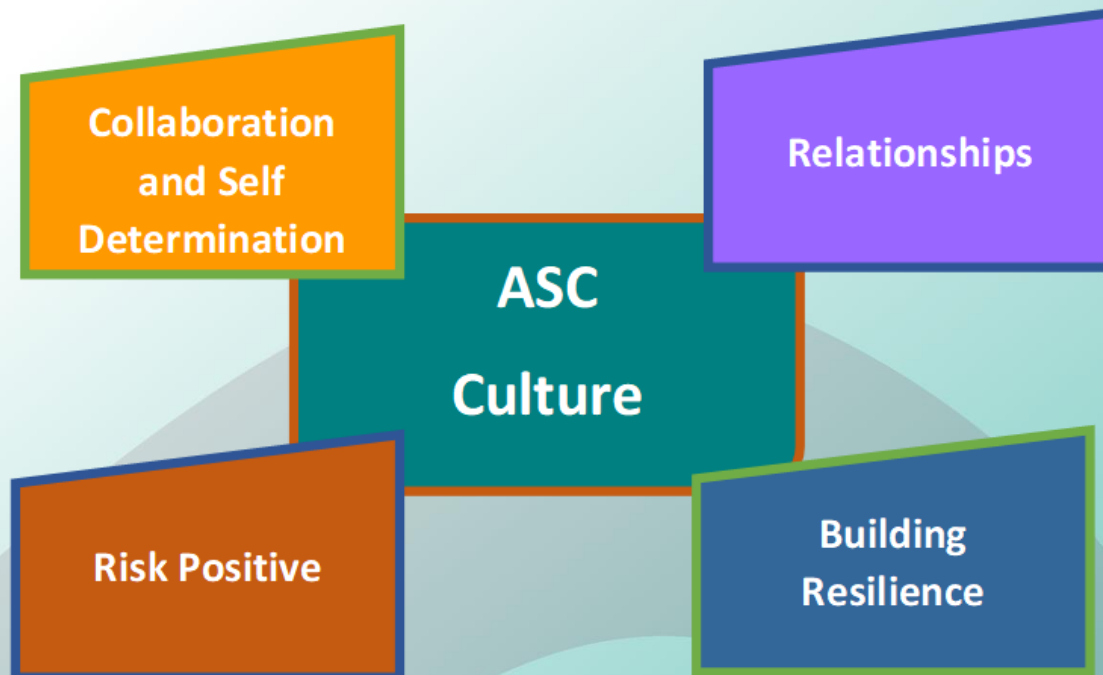 Collaboration
and Self
Determination
Relationships
ASC
Culture
Risk Positive
Building
Resilience